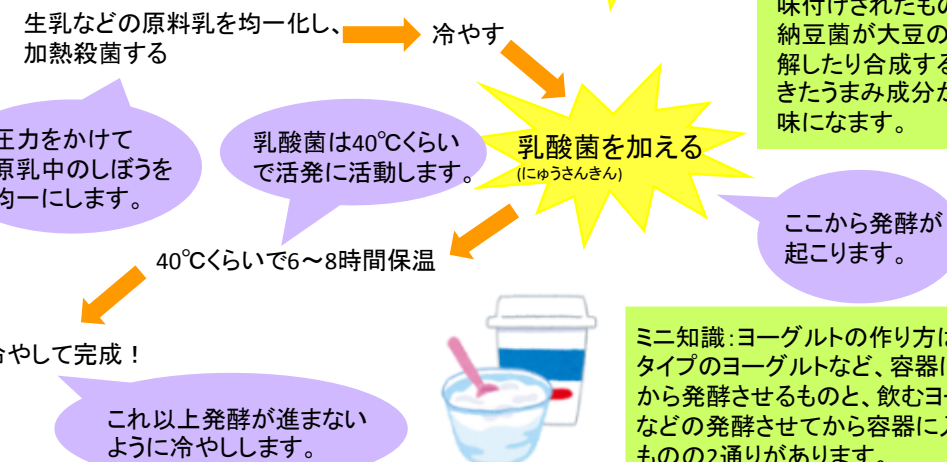 生乳などの原料乳を均一化し、
加熱殺菌する
冷やす
味付けされたもの
納豆菌が大豆の
解したり合成する
きたうまみ成分が
味になます。
圧力をかけて
原乳中のしぼうを
均一にします。
乳酸菌は40℃くらい
で活発に活動します。
乳酸菌を加える
(にゅうさんきん)
ここから発酵が
起こります。
40℃くらいで6～8時間保温
冷やして完成！
これ以上発酵が進まない
ように冷やしします。
ミニ知識：ヨーグルトの作り方は
タイプのヨーグルトなど、容器に
から発酵させるものと、飲むヨー
などの発酵させてから容器に入
ものの2通りがあります。